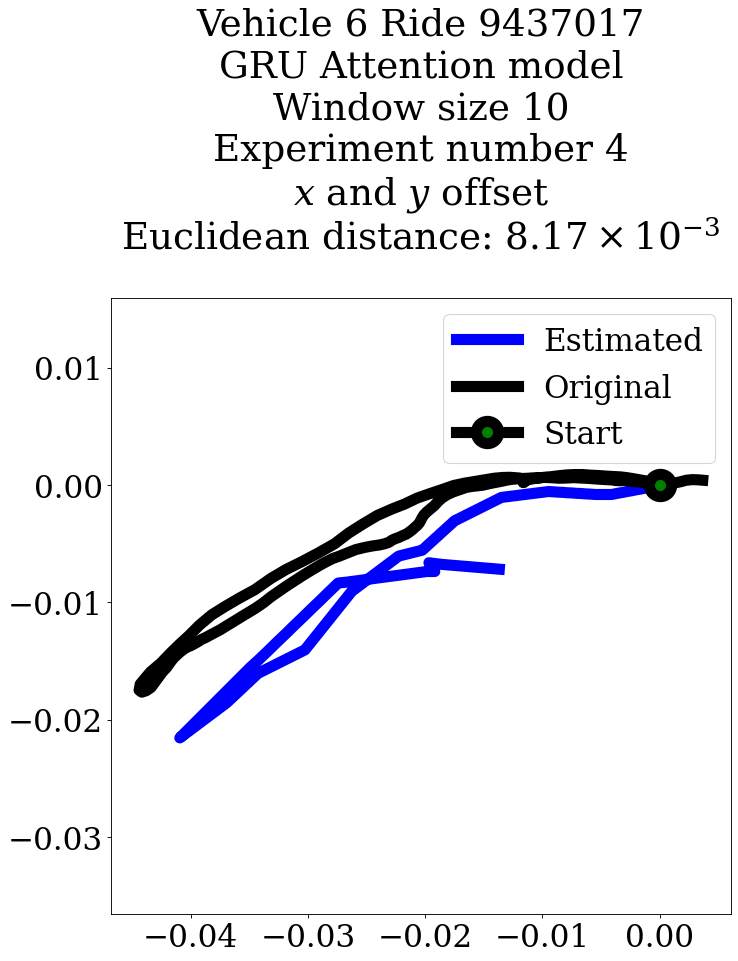 Vehicle 6 Ride 9437017
GRU Attention model
Window size 10
Experiment number 4
x and y offset
Euclidean distance: 8.17 × 10⁻³
Estimated
Original
Start
0.01
0.00
−0.01
−0.02
−0.03
−0.04 −0.03 −0.02 −0.01 0.00